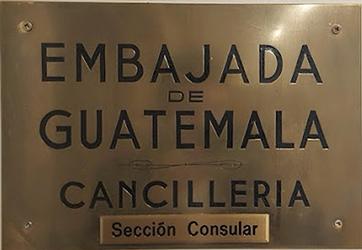 EMBAJADA
DE
GUATEMALA
CANCILLERIA
Sección Consular